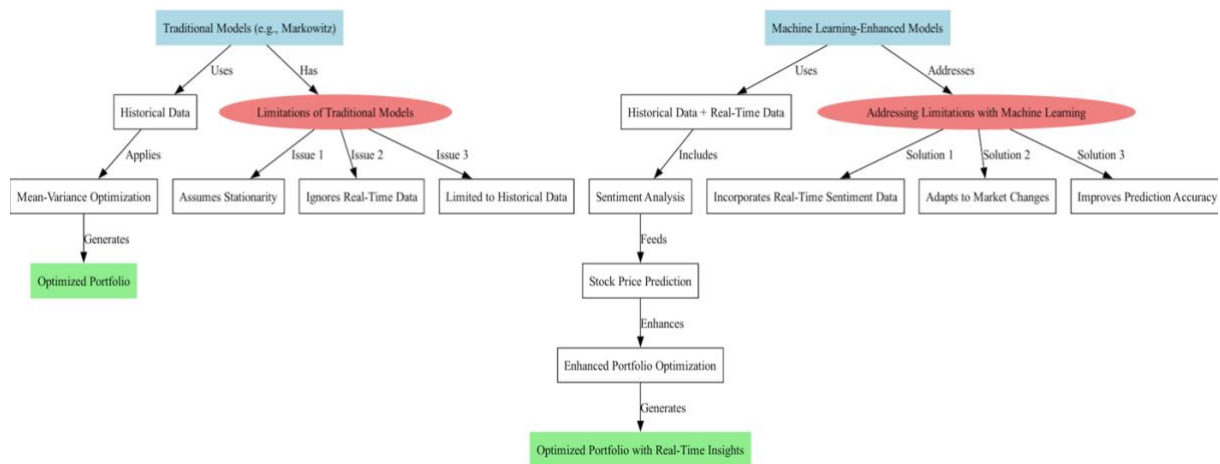 Traditional Models (e.g., Markowitz)
Machine Learning-Enhanced Models
Uses
Has
Uses
Addresses
Historical Data
Limitations of Traditional Models
Historical Data + Real-Time Data
Addressing Limitations with Machine Learning
Applies
Issue 1
Issue 2
Issue 3
Includes
Solution 1
Solution 2
Solution 3
Mean-Variance Optimization
Assumes Stationarity
Ignores Real-Time Data
Limited to Historical Data
Sentiment Analysis
Incorporates Real-Time Sentiment Data
Adapts to Market Changes
Improves Prediction Accuracy
Generates
Feeds
Optimized Portfolio
Stock Price Prediction
Enhances
Enhanced Portfolio Optimization
Generates
Optimized Portfolio with Real-Time Insights